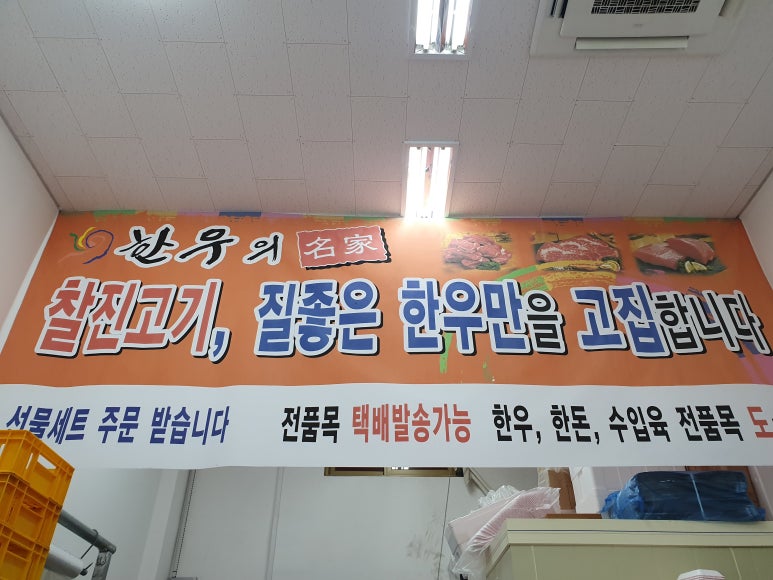 한우의 名家
찰진고기, 질좋은 한우만을 고집합니다
선물세트 주문 받습니다 전품목 택배발송가능 한우, 한돈, 수입육 전품목